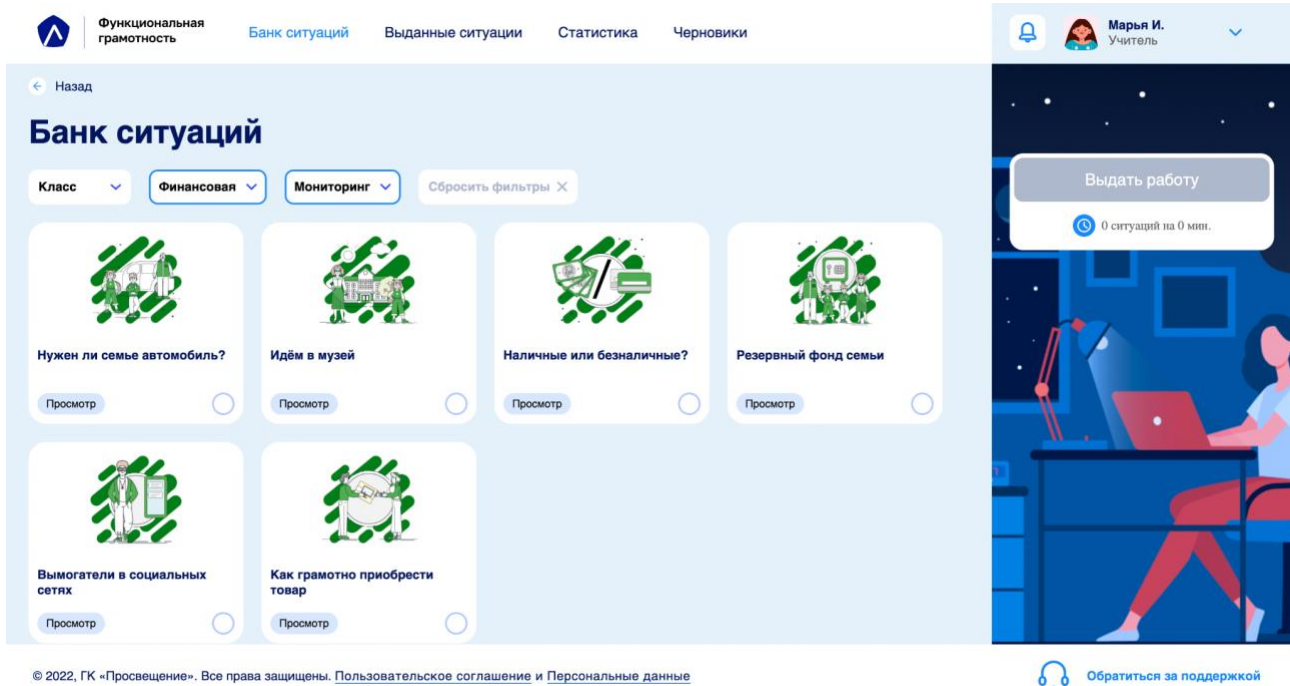 Функциональная
грамотность
Банк ситуаций
Выданные ситуации
Статистика
Черновики
Марья И.
Учитель
Назад
Банк ситуаций
Класс
Финансовая
Мониторинг
Сбросить фильтры ×
Выдать работу
0 ситуаций на 0 мин.
Нужен ли семье автомобиль?
Просмотр
Идём в музей
Просмотр
Наличные или безналичные?
Просмотр
Резервный фонд семьи
Просмотр
Вымогатели в социальных
сетях
Просмотр
Как грамотно приобрести
товар
Просмотр
© 2022, ГК «Просвещение». Все права защищены. Пользовательское соглашение и Персональные данные
Обратиться за поддержкой